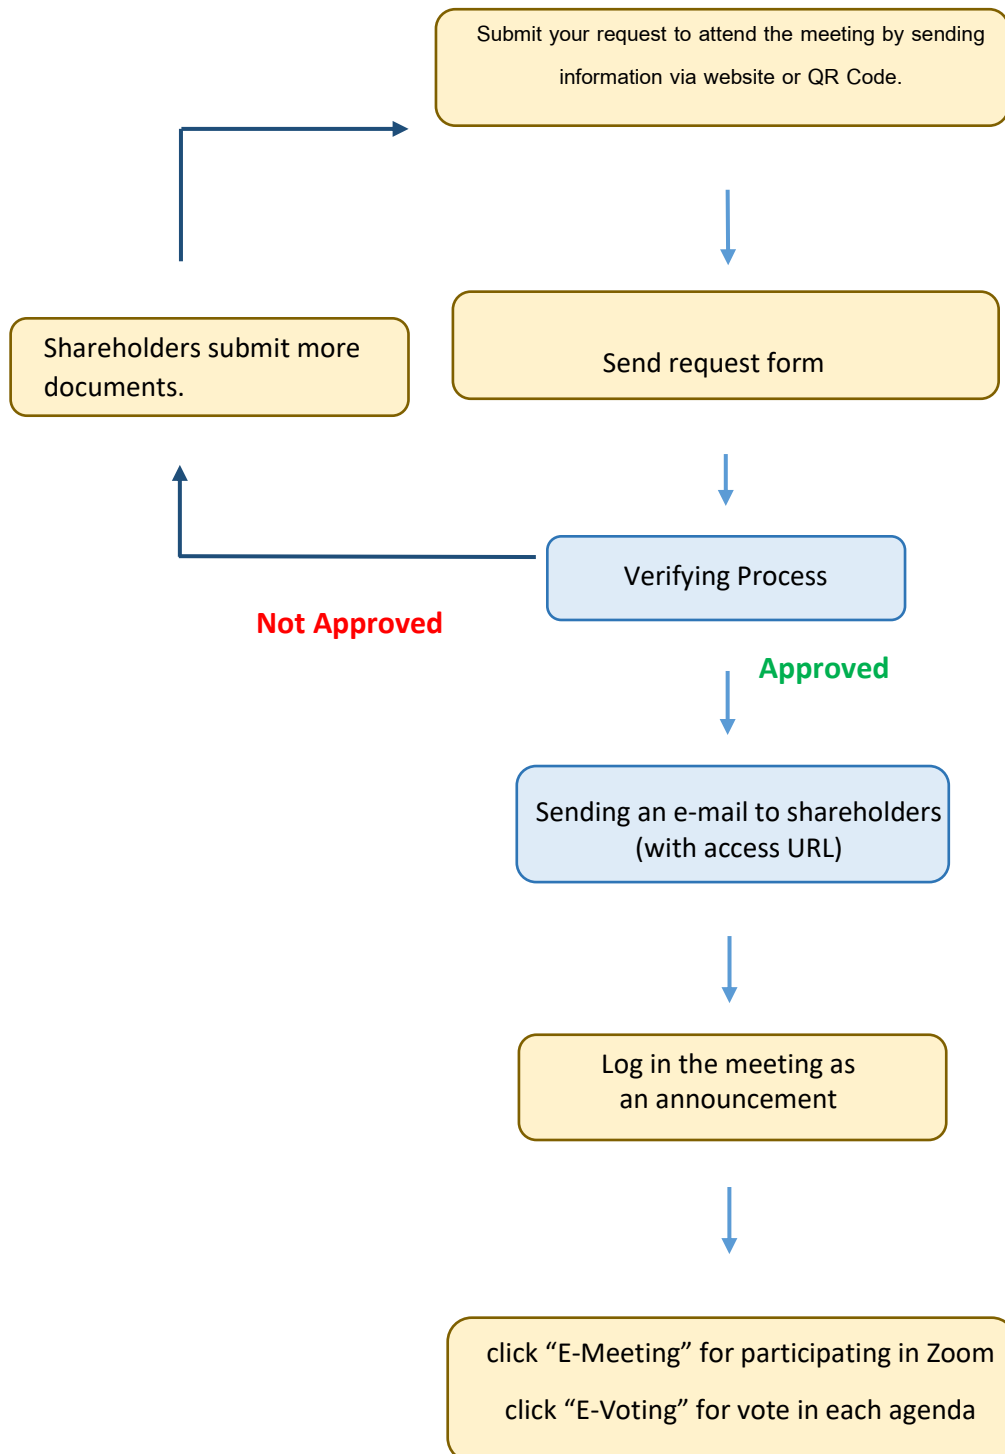 Submit your request to attend the meeting by sending
information via website or QR Code.
Shareholders submit more
documents.
Send request form
Verifying Process
Not Approved
Approved
Sending an e-mail to shareholders
(with access URL)
Log in the meeting as
an announcement
click “E-Meeting” for participating in Zoom
click “E-Voting” for vote in each agenda